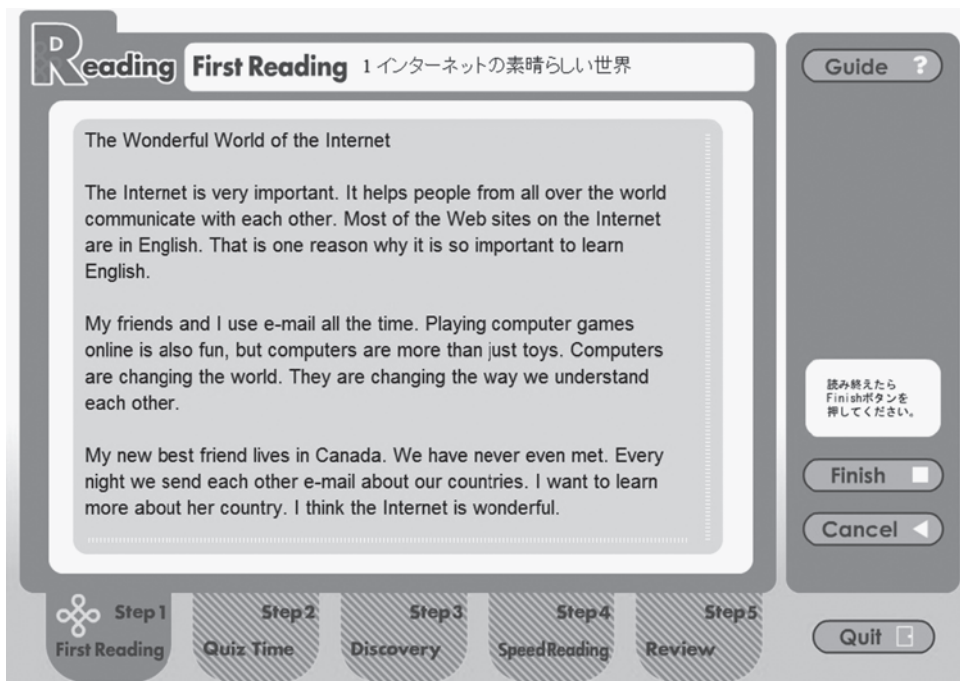 Reading First Reading 1 インターネットの素晴らしい世界
Guide ?
The Wonderful World of the Internet
The Internet is very important. It helps people from all over the world
communicate with each other. Most of the Web sites on the Internet
are in English. That is one reason why it is so important to learn
English.
My friends and I use e-mail all the time. Playing computer games
online is also fun, but computers are more than just toys. Computers
are changing the world. They are changing the way we understand
each other.
My new best friend lives in Canada. We have never even met. Every
night we send each other e-mail about our countries. I want to learn
more about her country. I think the Internet is wonderful.
読み終えたら
Finishボタンを
押してください。
Finish
Cancel
Step1
First Reading
Step2
Quiz Time
Step3
Discovery
Step4
SpeedReading
Step5
Review
Quit